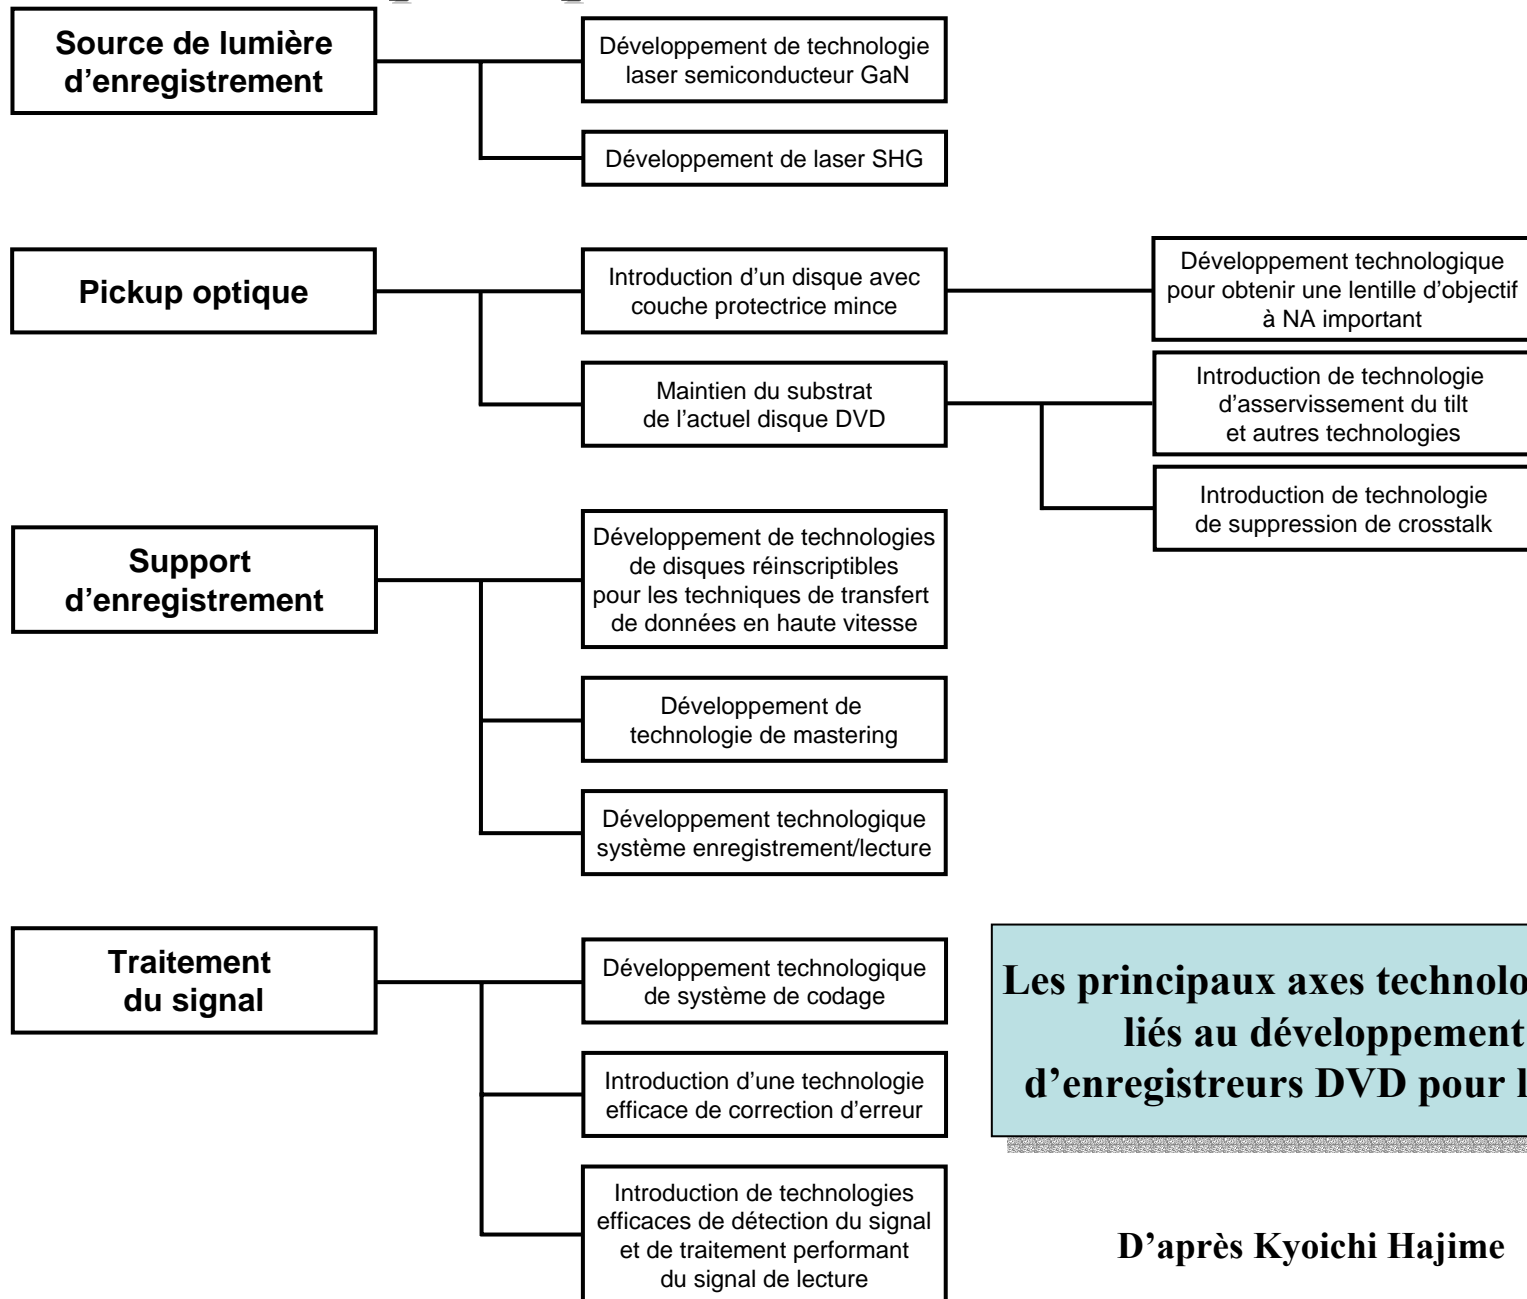 Source de lumière
d’enregistrement
Développement de technologie
laser semiconducteur GaN
Développement de laser SHG
Pickup optique
Introduction d’un disque avec
couche protectrice mince
Développement technologique
pour obtenir une lentille d’objectif
à NA important
Maintien du substrat
de l’actuel disque DVD
Introduction de technologie
d’asservissement du tilt
et autres technologies
Introduction de technologie
de suppression de crosstalk
Support
d’enregistrement
Développement de technologies
de disques réinscriptibles
pour les techniques de transfert
de données en haute vitesse
Développement de
technologie de mastering
Développement technologique
système enregistrement/lecture
Traitement
du signal
Développement technologique
de système de codage
Introduction d’une technologie
efficace de correction d’erreur
Introduction de technologies
efficaces de détection du signal
et de traitement performant
du signal de lecture
Les principaux axes technolo
liés au développement
d’enregistreurs DVD pour l
D’après Kyoichi Hajime